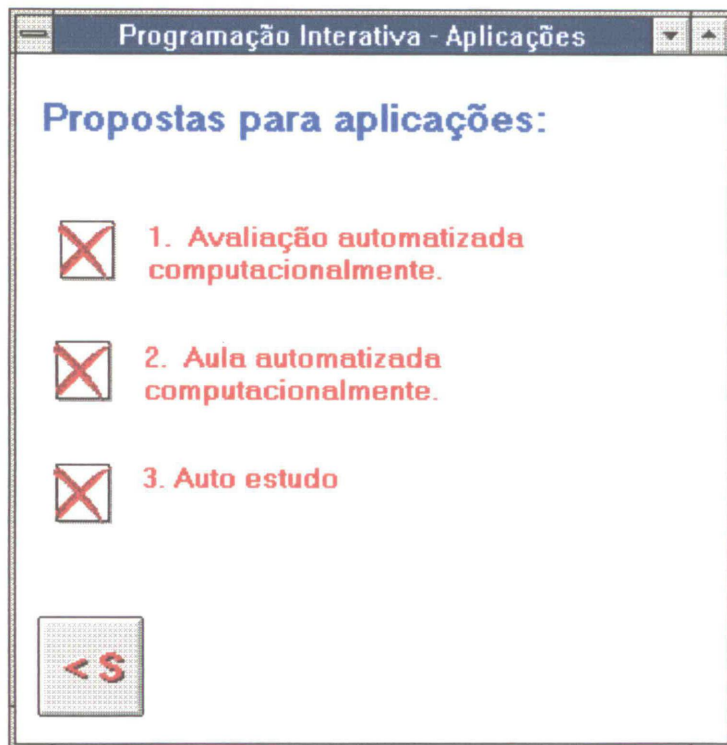 Programação Interativa - Aplicações
Propostas para aplicações:
1. Avaliação automatizada
computacionalmente.
2. Aula automatizada
computacionalmente.
3. Auto estudo
< S